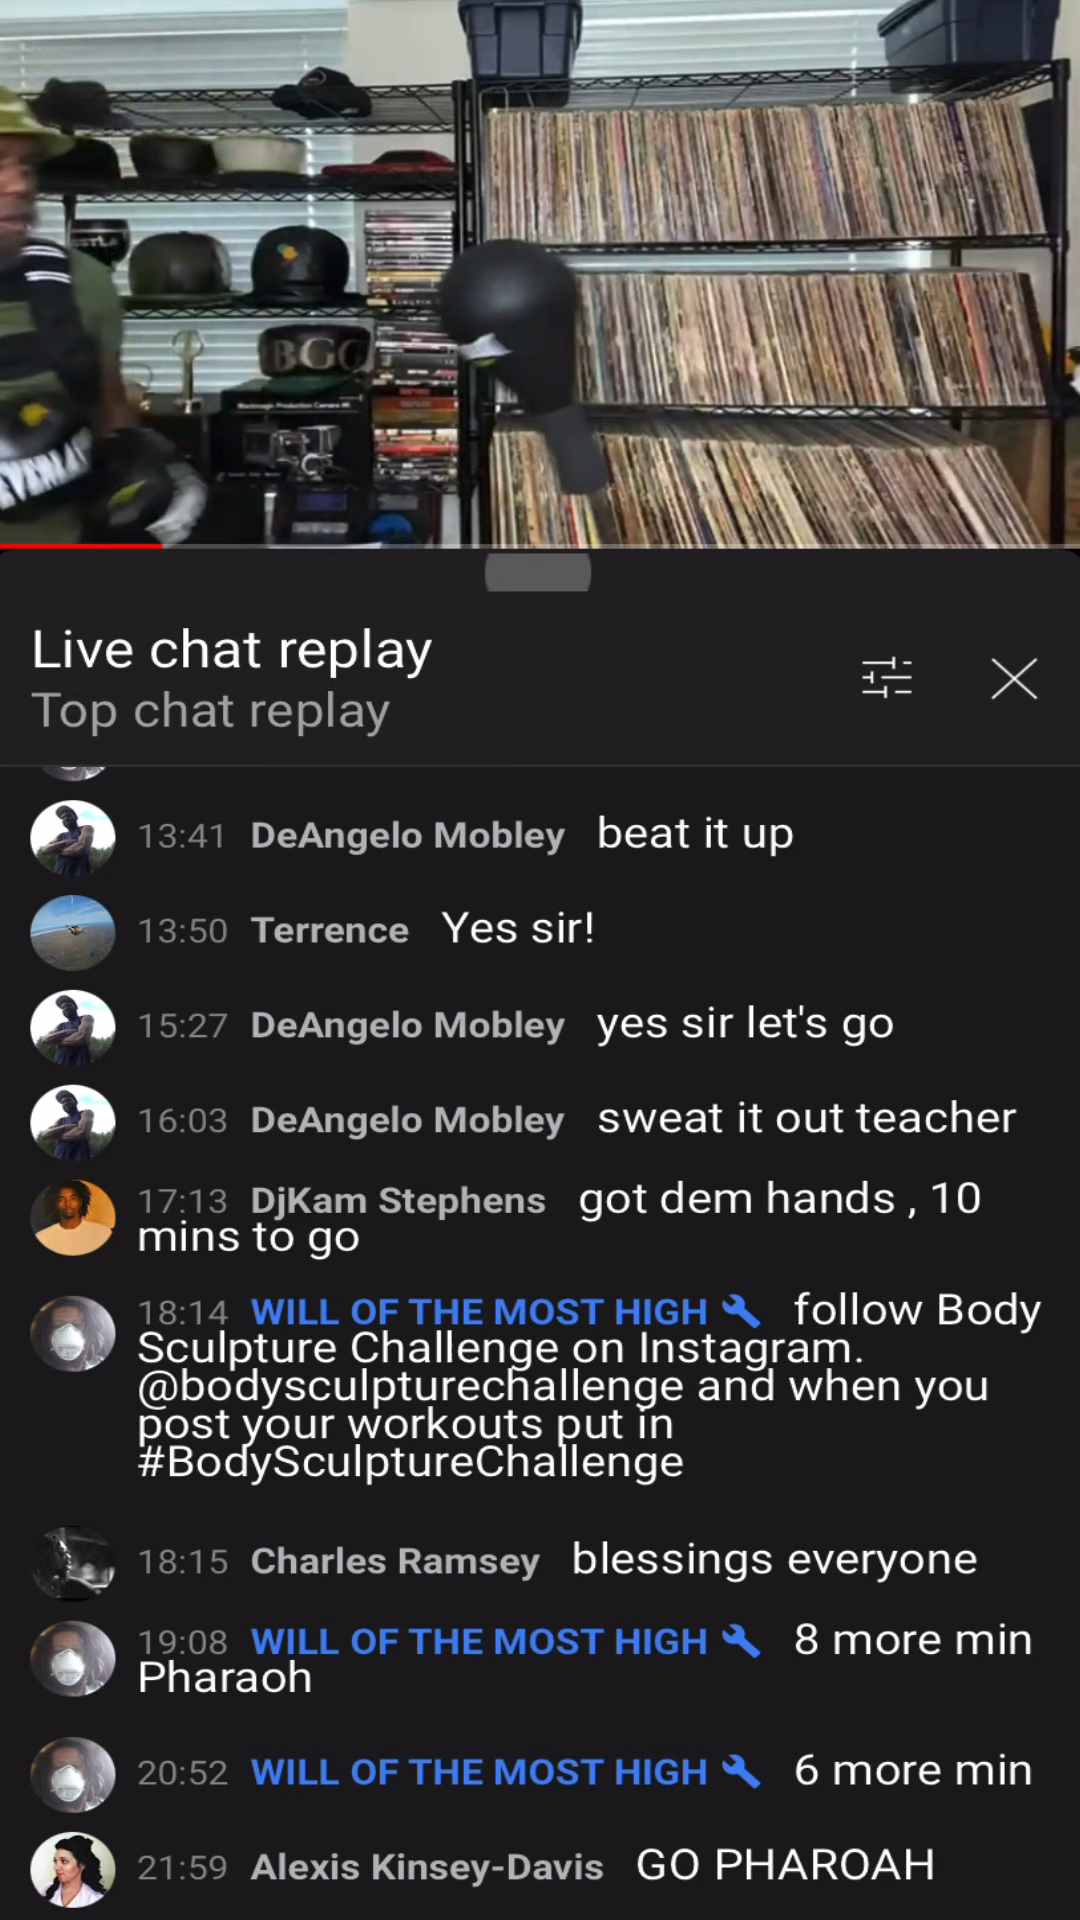 BGC
Live chat replay
Top chat replay
13:41 DeAngelo Mobley beat it up
13:50 Terrence Yes sir!
15:27 DeAngelo Mobley yes sir let's go
16:03 DeAngelo Mobley sweat it out teacher
17:13 DjKam Stephens got dem hands , 10
mins to go
18:14 WILL OF THE MOST HIGH follow Body
Sculpture Challenge on Instagram.
@bodysculpturechallenge and when you
post your workouts put in
#BodySculptureChallenge
18:15 Charles Ramsey blessings everyone
19:08 WILL OF THE MOST HIGH 8 more min
Pharaoh
20:52 WILL OF THE MOST HIGH 6 more min
21:59 Alexis Kinsey-Davis GO PHAROAH